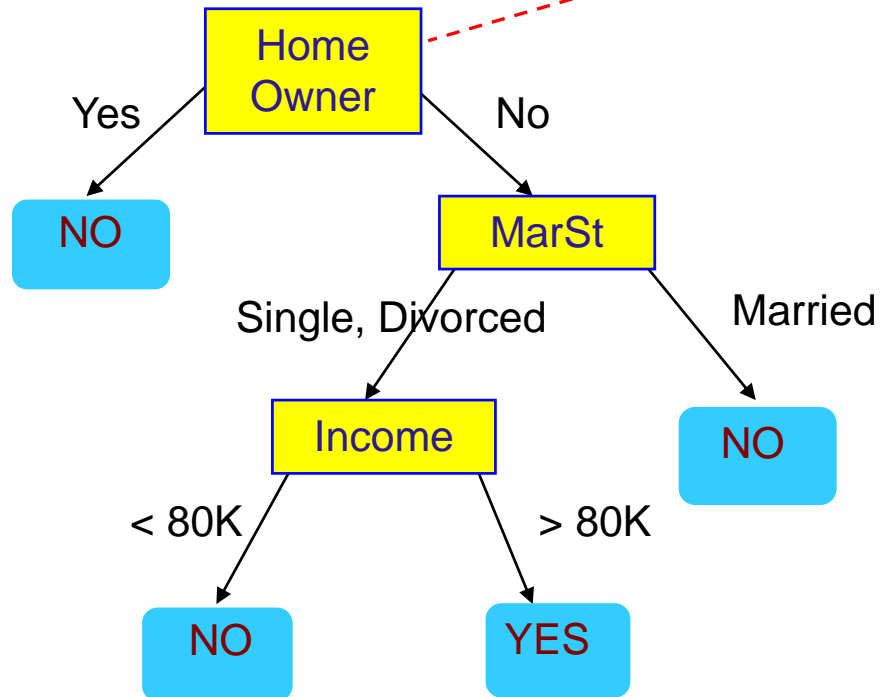 Home
Owner
Yes
No
NO
MarSt
Single, Divorced
Married
Income
NO
< 80K
> 80K
NO
YES